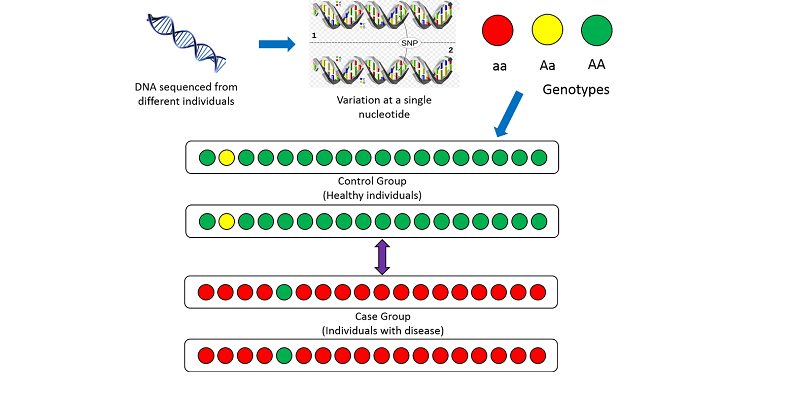 DNA sequenced from
different individuals
1
SNP
2
Variation at a single
nucleotide
aa
Aa
AA
Genotypes
Control Group
(Healthy individuals)
Case Group
(Individuals with disease)